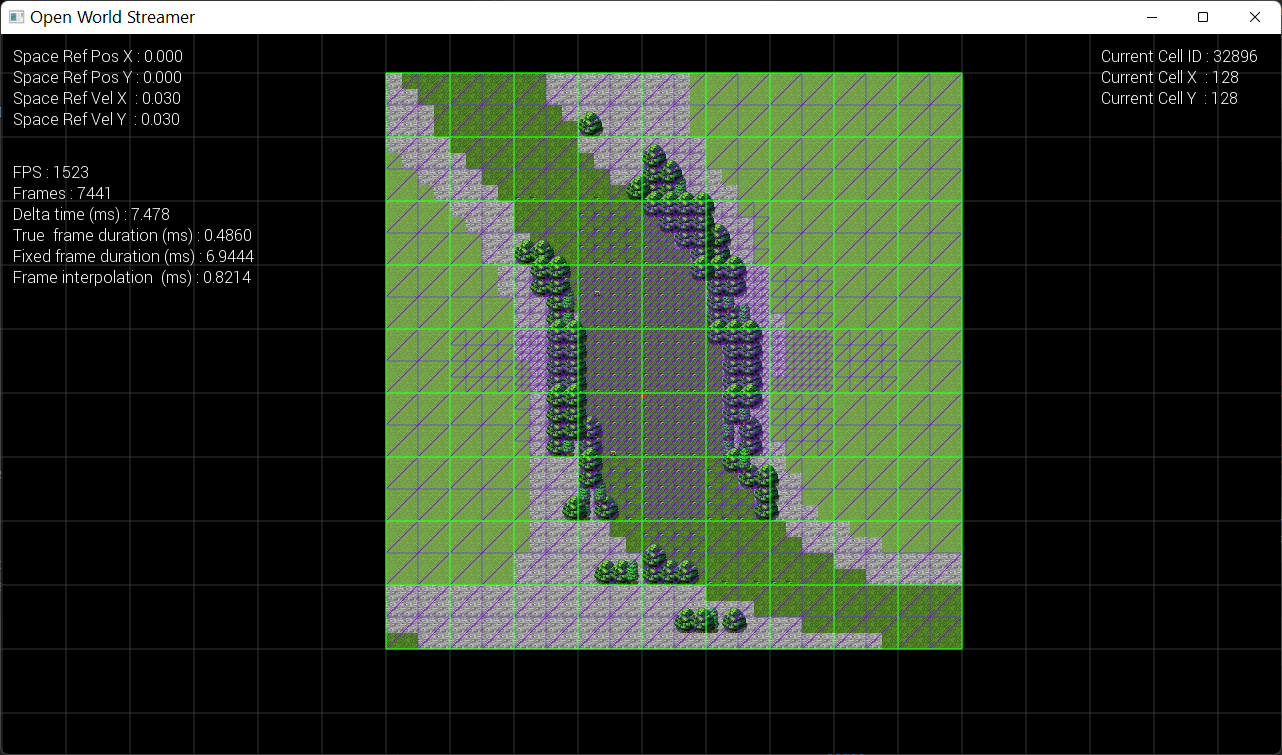 Open World Streamer
Space Ref Pos X : 0.000
Space Ref Pos Y : 0.000
Space Ref Vel X : 0.030
Space Ref Vel Y : 0.030
FPS : 1523
Frames : 7441
Delta time (ms) : 7.478
True frame duration (ms) : 0.4860
Fixed frame duration (ms) : 6.9444
Frame interpolation (ms) : 0.8214
Current Cell ID : 32896
Current Cell X : 128
Current Cell Y : 128